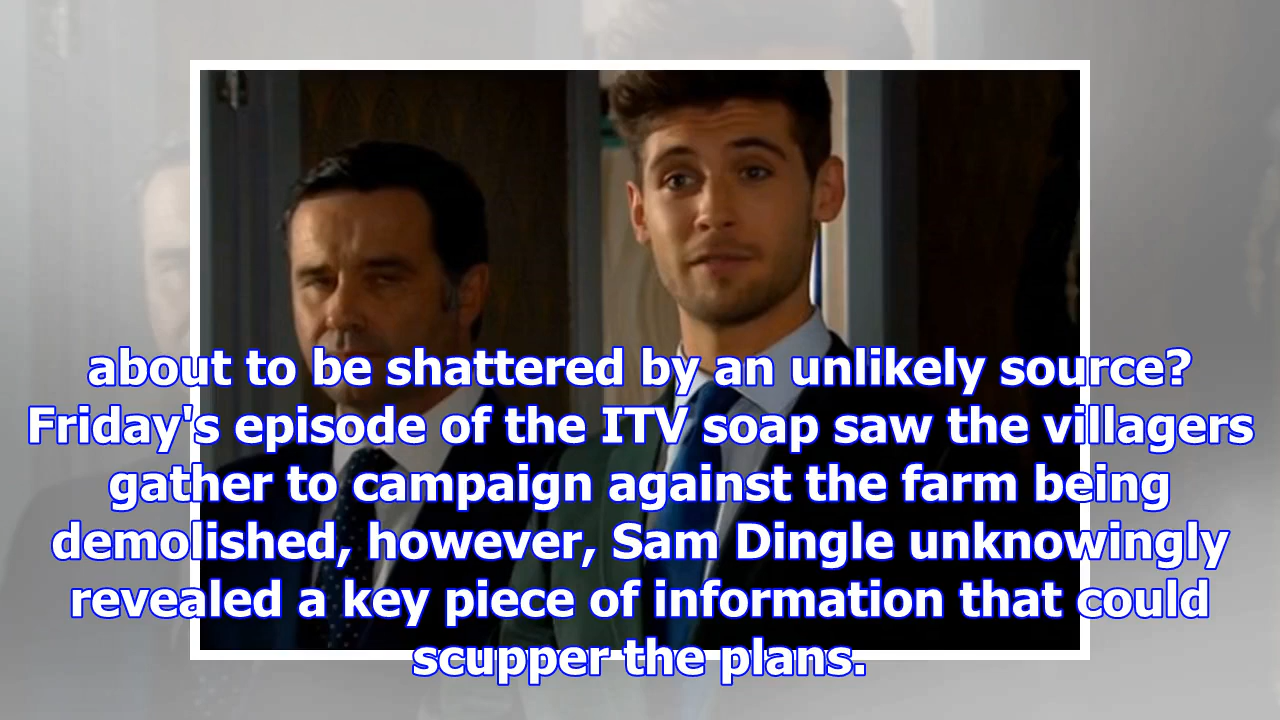 about to be shattered by an unlikely source?
Friday's episode of the ITV soap saw the villagers
gather to campaign against the farm being
demolished, however, Sam Dingle unknowingly
revealed a key piece of information that could
scupper the plans.